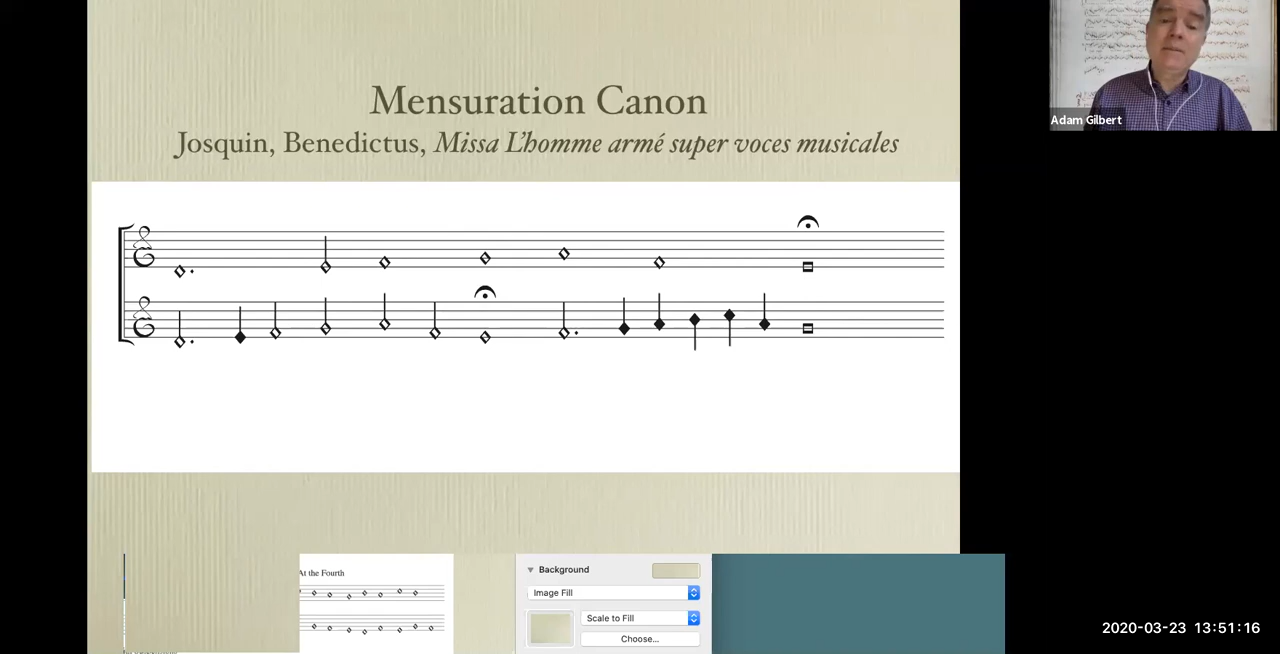 Mensuration Canon
Josquin, Benedictus, Missa L'homme armé super voces musicales
Adam Gilbert
At the Fourth
Background
Image Fill
Scale to Fill
Choose...
2020-03-23 13:51:16